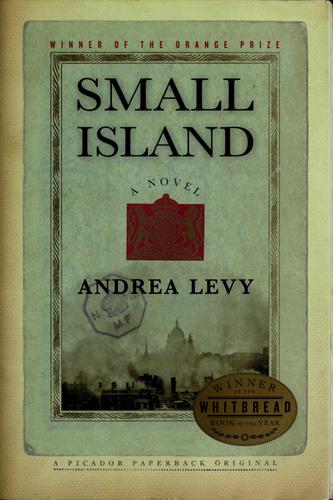 WINNER OF THE ORANGE PRIZE
SMALL
ISLAND
A NOVEL
ANDREA LEVY
M.F
WINNER
OF THE
WHITBREAD
BOOK OF THE YEAR
A PICADOR PAPERBACK ORIGINAL